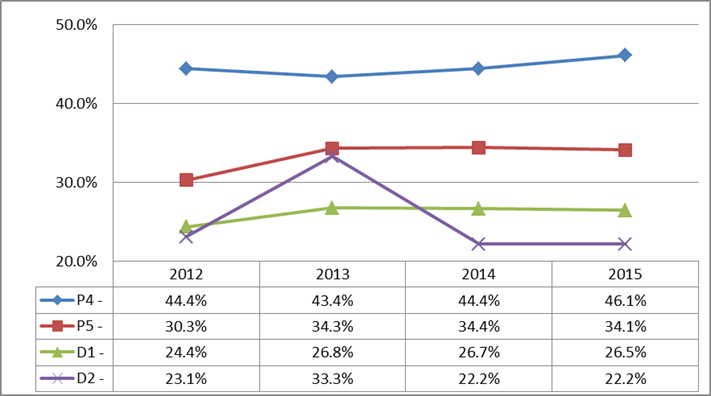 50.0%
40.0%
30.0%
20.0%
2012 2013 2014 2015
P4 - 44.4% 43.4% 44.4% 46.1%
P5 - 30.3% 34.3% 34.4% 34.1%
D1 - 24.4% 26.8% 26.7% 26.5%
D2 - 23.1% 33.3% 22.2% 22.2%